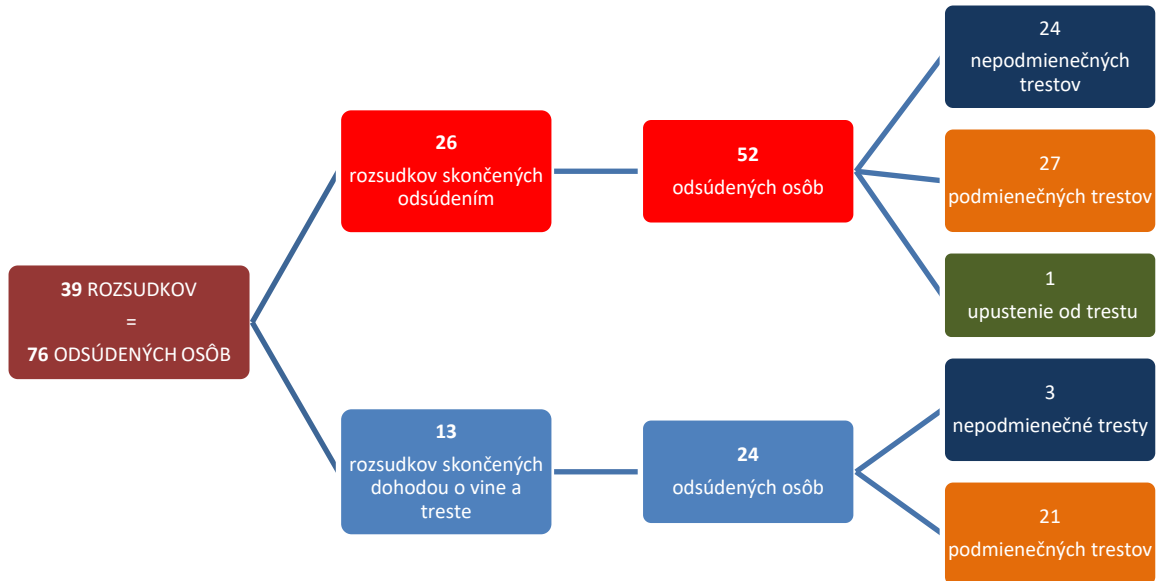 39 ROZSUDKOV
=
76 ODSÚDENÝCH OSÔB
26
rozsudkov skončených
odsúdením
52
odsúdených osôb
24
nepodmienečných
trestov
27
podmienečných trestov
1
upustenie od trestu
13
rozsudkov skončených
dohodou o vine a
treste
24
odsúdených osôb
3
nepodmienečné tresty
21
podmienečných trestov